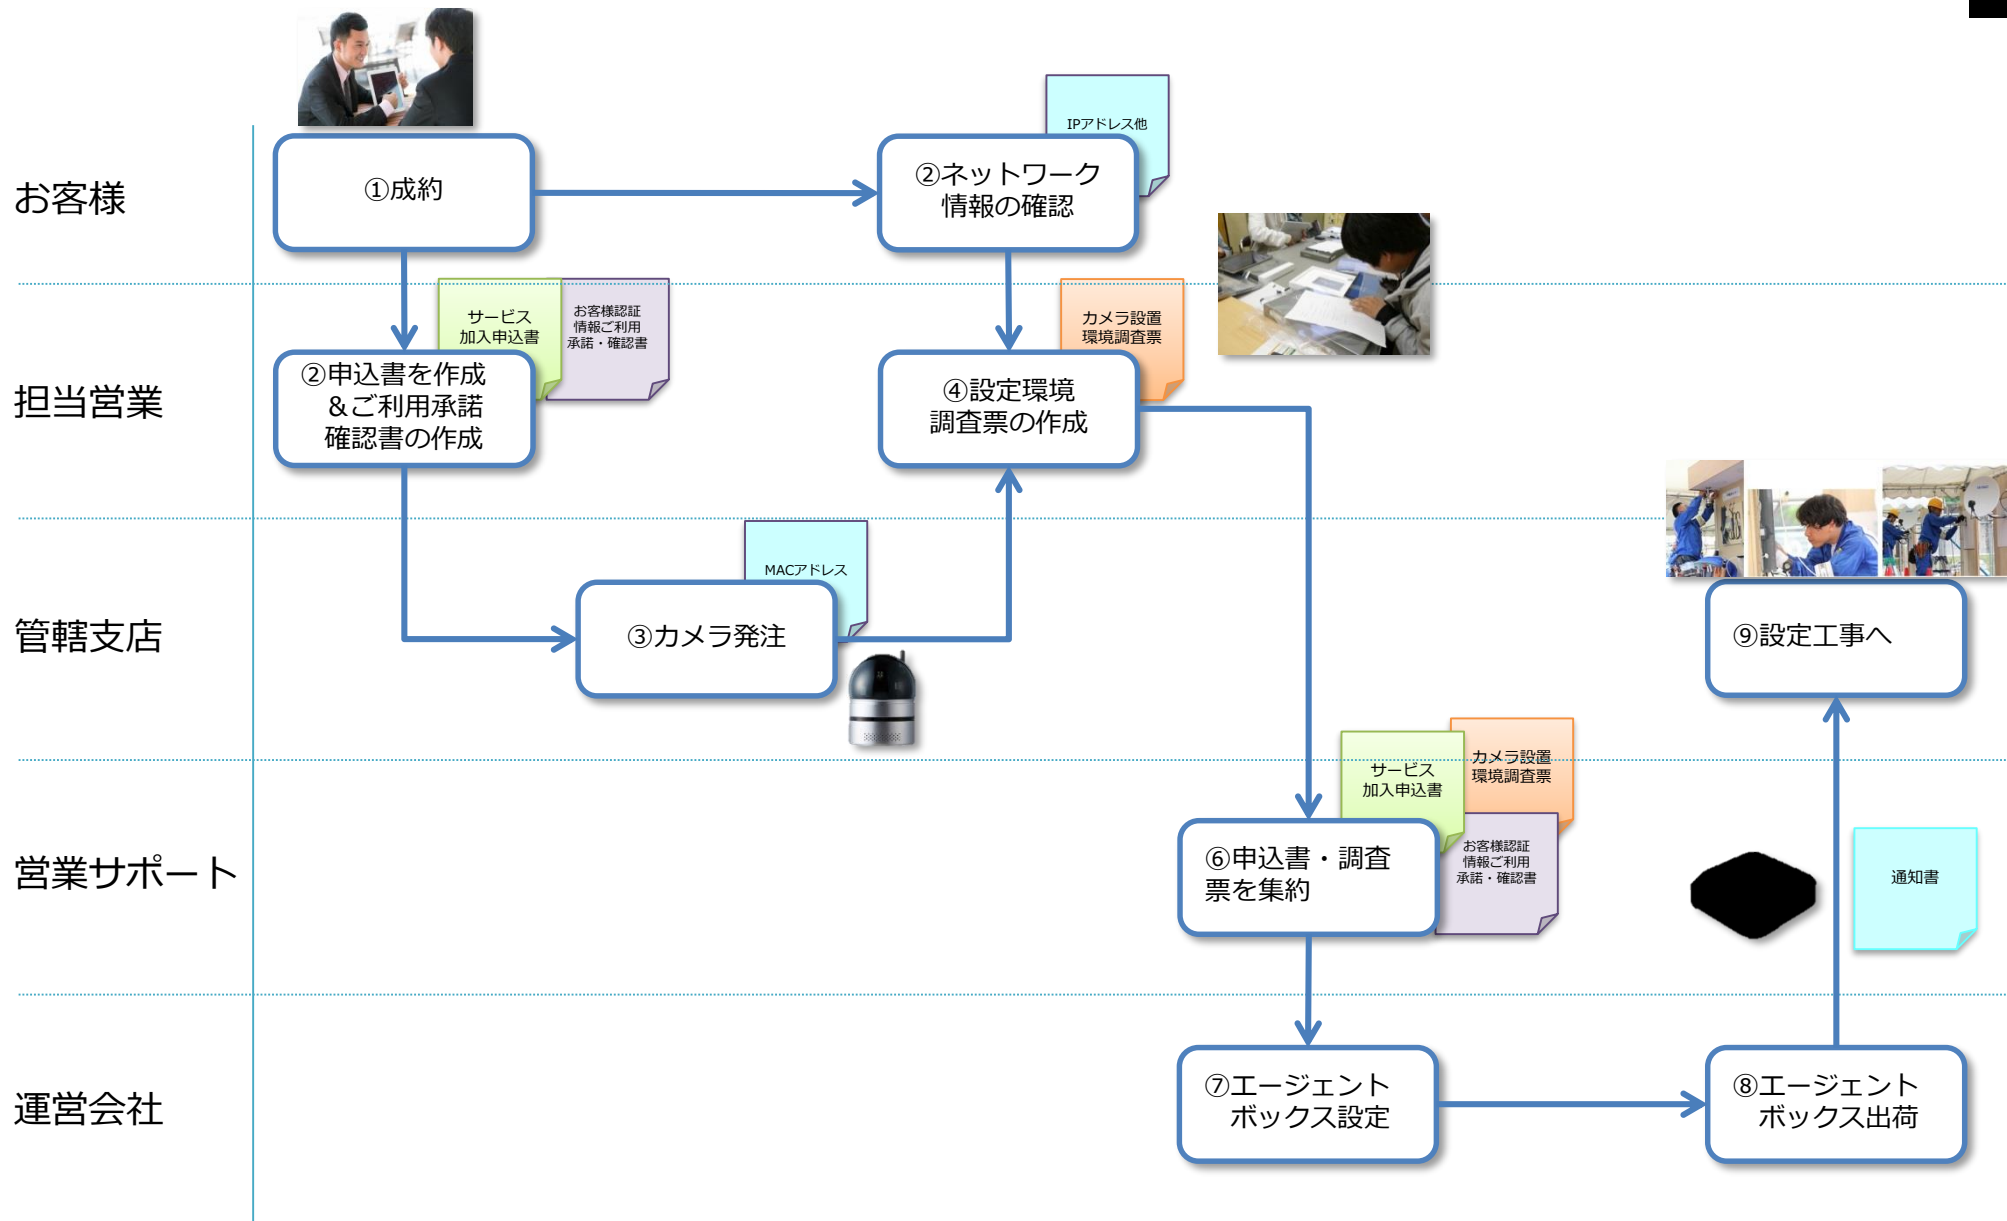 IPアドレス他
お客様
①成約
②ネットワーク
情報の確認
サービス
加入申込書
お客様認証
情報ご利用
承諾・確認書
カメラ設置
環境調査票
担当営業
②申込書を作成
＆ご利用承諾
確認書の作成
④設定環境
調査票の作成
MACアドレス
管轄支店
③カメラ発注
⑨設定工事へ
サービス
加入申込書
カメラ設置
環境調査票
お客様認証
情報ご利用
承諾・確認書
営業サポート
⑥申込書・調査
票を集約
通知書
運営会社
⑦エージェント
ボックス設定
⑧エージェント
ボックス出荷